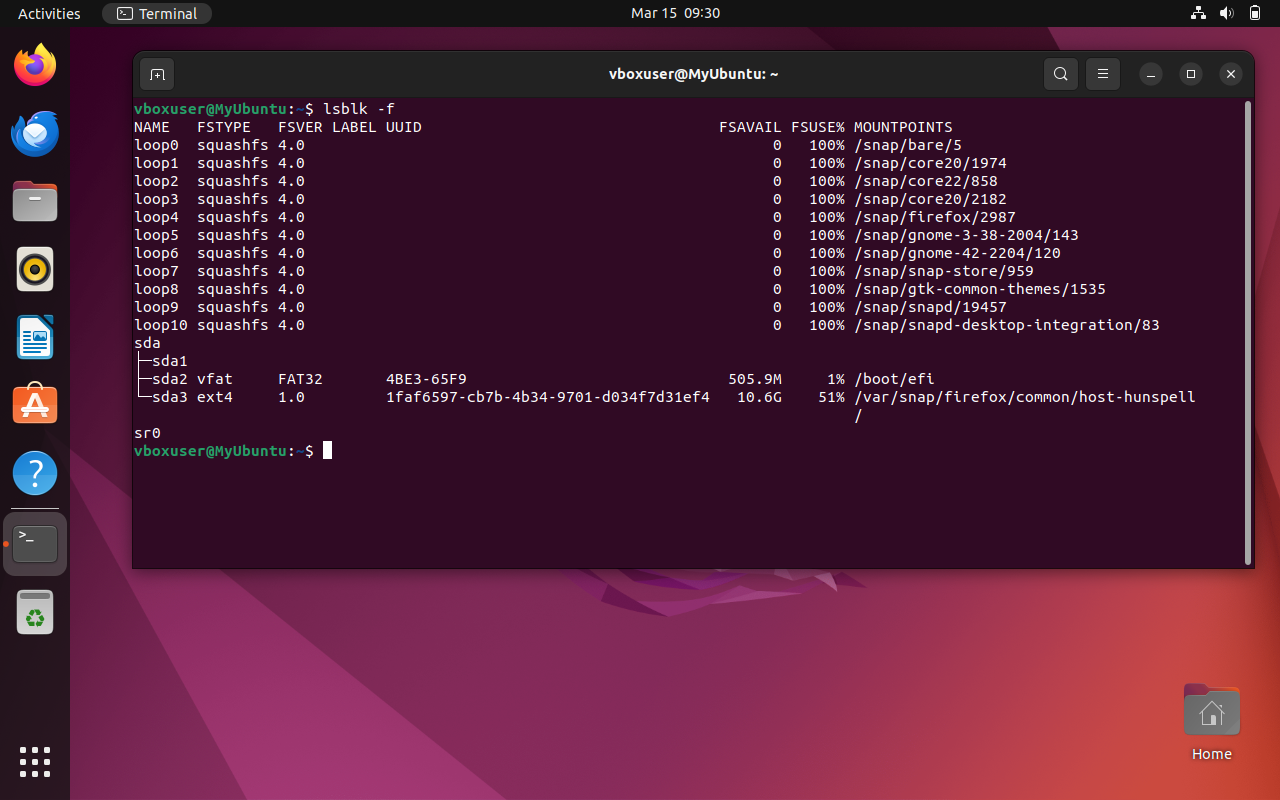 Activities Terminal Mar 15 09:30
vboxuser@MyUbuntu: ~
vboxuser@MyUbuntu:~$ lsblk -f
NAME   FSTYPE   FSVER LABEL UUID                                 FSAVAIL FSUSE% MOUNTPOINTS
loop0  squashfs 4.0                                                    0   100% /snap/bare/5
loop1  squashfs 4.0                                                    0   100% /snap/core20/1974
loop2  squashfs 4.0                                                    0   100% /snap/core22/858
loop3  squashfs 4.0                                                    0   100% /snap/core20/2182
loop4  squashfs 4.0                                                    0   100% /snap/firefox/2987
loop5  squashfs 4.0                                                    0   100% /snap/gnome-3-38-2004/143
loop6  squashfs 4.0                                                    0   100% /snap/gnome-42-2204/120
loop7  squashfs 4.0                                                    0   100% /snap/snap-store/959
loop8  squashfs 4.0                                                    0   100% /snap/gtk-common-themes/1535
loop9  squashfs 4.0                                                    0   100% /snap/snapd/19457
loop10 squashfs 4.0                                                    0   100% /snap/snapd-desktop-integration/83
sda
├─sda1
├─sda2 vfat     FAT32       4BE3-65F9                             505.9M     1% /boot/efi
└─sda3 ext4     1.0         1faf6597-cb7b-4b34-9701-d034f7d31ef4   10.6G    51% /var/snap/firefox/common/host-hunspell
/
sr0
vboxuser@MyUbuntu:~$
Home